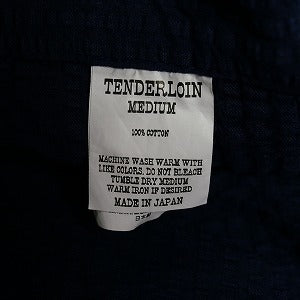 TENDERLOIN
MEDIUM
100% COTTON
MACHINE WASH WARM WITH
LIKE COLORS. DO NOT BLEACH
TUMBLE DRY MEDIUM
WARM IRON IF DESIRED
MADE IN JAPAN